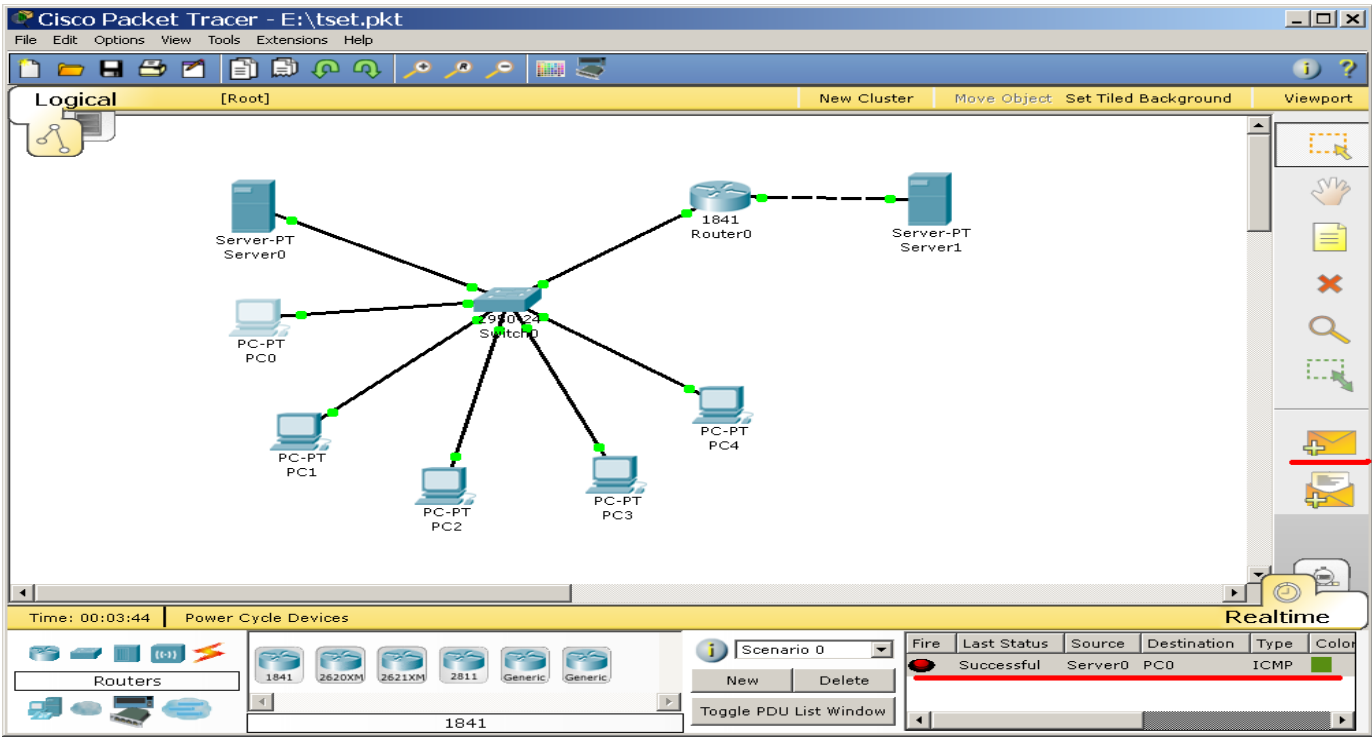 Cisco Packet Tracer - E:\tset.pkt
File Edit Options View Tools Extensions Help
Logical [Root] New Cluster Move Object Set Tiled Background Viewport
1841
Router0
Server-PT
Server1
Server-PT
Server0
2950-24
Switch0
PC-PT
PC0
PC-PT
PC4
PC-PT
PC1
PC-PT
PC3
PC-PT
PC2
Time: 00:03:44 Power Cycle Devices Realtime
Routers
1841 2620XM 2621XM 2811 Generic Generic
1841
Scenario 0
New Delete
Toggle PDU List Window
Fire Last Status Source Destination Type Color
Successful Server0 PC0 ICMP